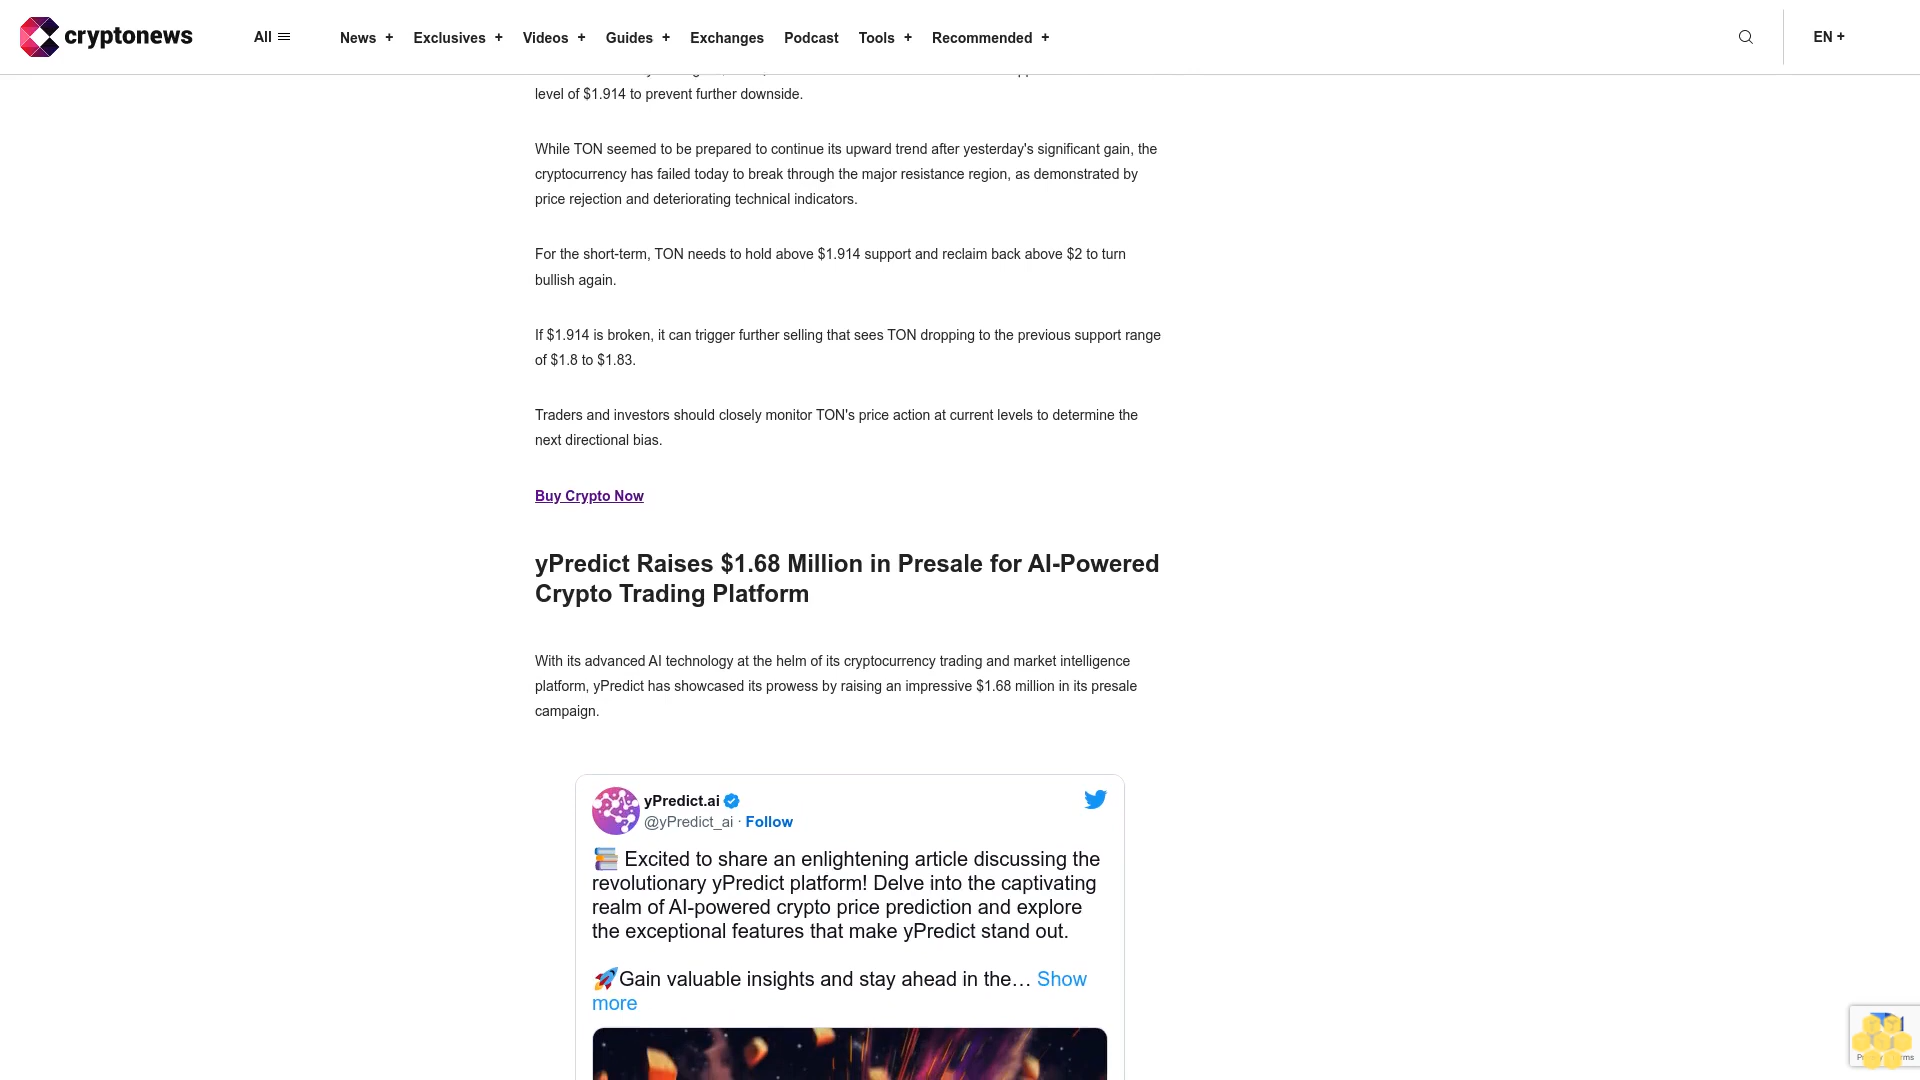 cryptonews
All
News + Exclusives + Videos + Guides + Exchanges Podcast Tools + Recommended +
EN +
level of $1.914 to prevent further downside.
While TON seemed to be prepared to continue its upward trend after yesterday's significant gain, the
cryptocurrency has failed today to break through the major resistance region, as demonstrated by
price rejection and deteriorating technical indicators.
For the short-term, TON needs to hold above $1.914 support and reclaim back above $2 to turn
bullish again.
If $1.914 is broken, it can trigger further selling that sees TON dropping to the previous support range
of $1.8 to $1.83.
Traders and investors should closely monitor TON's price action at current levels to determine the
next directional bias.
Buy Crypto Now
yPredict Raises $1.68 Million in Presale for AI-Powered
Crypto Trading Platform
With its advanced AI technology at the helm of its cryptocurrency trading and market intelligence
platform, yPredict has showcased its prowess by raising an impressive $1.68 million in its presale
campaign.
yPredict.ai
@yPredict_ai · Follow
📚 Excited to share an enlightening article discussing the
revolutionary yPredict platform! Delve into the captivating
realm of AI-powered crypto price prediction and explore
the exceptional features that make yPredict stand out.
🚀Gain valuable insights and stay ahead in the… Show
more